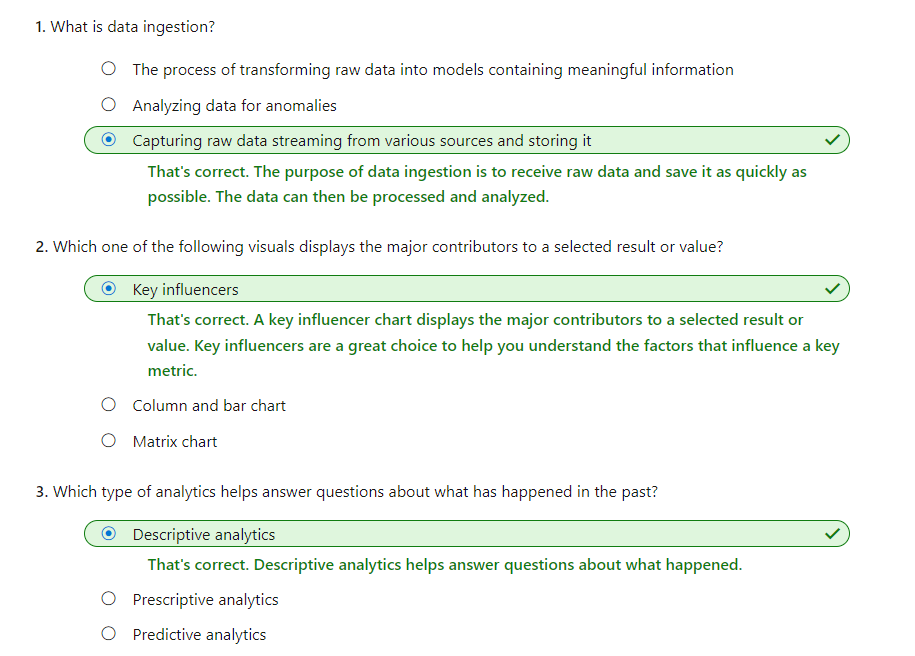 1. What is data ingestion?
The process of transforming raw data into models containing meaningful information
Analyzing data for anomalies
Capturing raw data streaming from various sources and storing it
That's correct. The purpose of data ingestion is to receive raw data and save it as quickly as
possible. The data can then be processed and analyzed.
2. Which one of the following visuals displays the major contributors to a selected result or value?
Key influencers
That's correct. A key influencer chart displays the major contributors to a selected result or
value. Key influencers are a great choice to help you understand the factors that influence a key
metric.
Column and bar chart
Matrix chart
3. Which type of analytics helps answer questions about what has happened in the past?
Descriptive analytics
That's correct. Descriptive analytics helps answer questions about what happened.
Prescriptive analytics
Predictive analytics